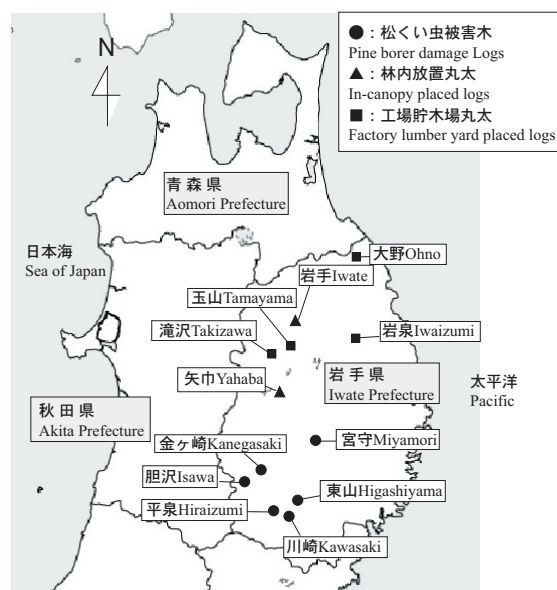 N
●：松くい虫被害木
Pine borer damage Logs
▲：林内放置丸太
In-canopy placed logs
■：工場貯木場丸太
Factory lumber yard placed logs
青森県
Aomori Prefecture
日本海
Sea of Japan
大野Ohno
岩手Iwate
玉山Tamayama
滝沢Takizawa
岩泉Iwaizumi
矢巾Yahaba
岩手県
Iwate Prefecture
太平洋
Pacific
秋田県
Akita Prefecture
宮守Miyamori
金ヶ崎Kanegasaki
胆沢Isawa
東山Higashiyama
平泉Hiraizumi
川崎Kawasaki